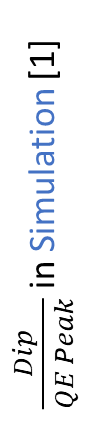 Dip
QE Peak
in Simulation [1]